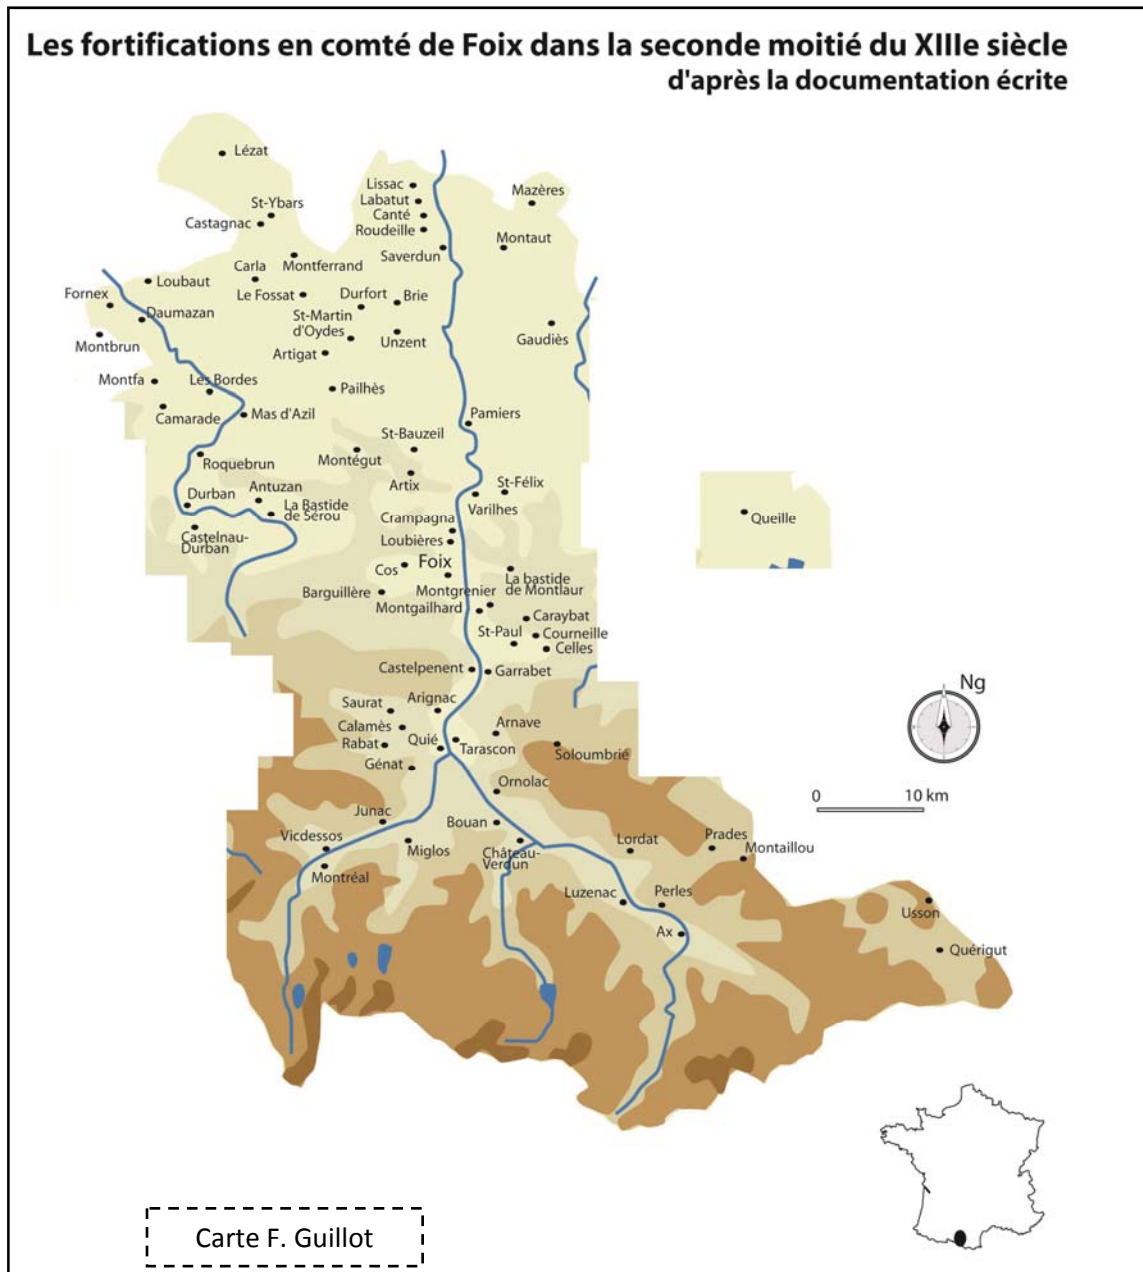 Les fortifications en comté de Foix dans la seconde moitié du XIIIe siècle
d'après la documentation écrite
Lézat
Lissac
Labatut
Mazères
St-Ybars
Canté
Castagnac
Roudeille
Saverdun
Montaut
Montferrand
Carla
Loubaut
Le Fossat
Durfort
Brie
Fornex
Daumazan
St-Martin
d'Oydes
Unzent
Gaudiès
Montbrun
Artigat
Montfa
Les Bordes
Pailhès
Camarade
Mas d'Azil
Pamiers
St-Bauzeil
Montégut
Roquebrun
Artix
St-Félix
Durban
Antuzan
La Bastide
de Sérou
Varilhes
Queille
Crampagna
Castelnau-
Durban
Loubières
Foix
Cos
La bastide
de Montlaur
Barguillère
Montgrenier
Montgailhard
Caraybat
St-Paul
Courneille
Celles
Castelpenent
Garrabet
Ng
Saurat
Arignac
Calamès
Arnave
Rabat
Quié
Tarascon
Soloumbrié
Génat
Ornolac
0
10 km
Junac
Bouan
Vicdessos
Miglos
Château-
Verdun
Lordat
Prades
Montaillou
Montréal
Luzenac
Perles
Usson
Ax
Quérigut
Carte F. Guillot